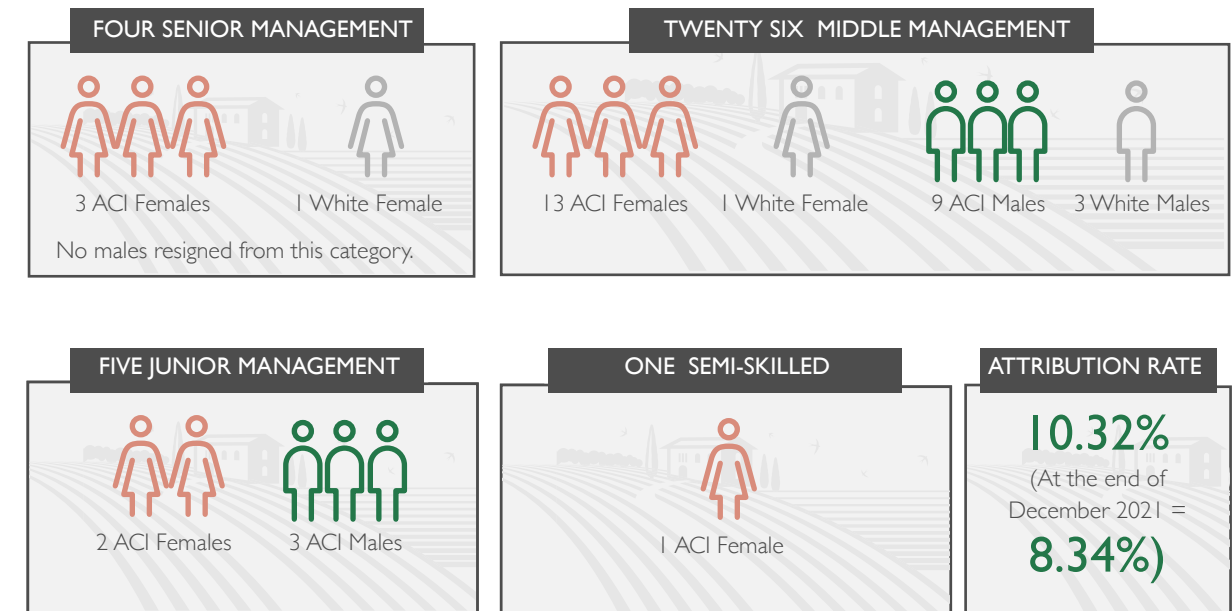 FOUR SENIOR MANAGEMENT
3 ACI Females
1 White Female
No males resigned from this category.
TWENTY SIX MIDDLE MANAGEMENT
13 ACI Females
1 White Female
9 ACI Males
3 White Males
FIVE JUNIOR MANAGEMENT
2 ACI Females
3 ACI Males
ONE SEMI-SKILLED
1 ACI Female
ATTRIBUTION RATE
10.32%
(At the end of
December 2021 =
8.34%)